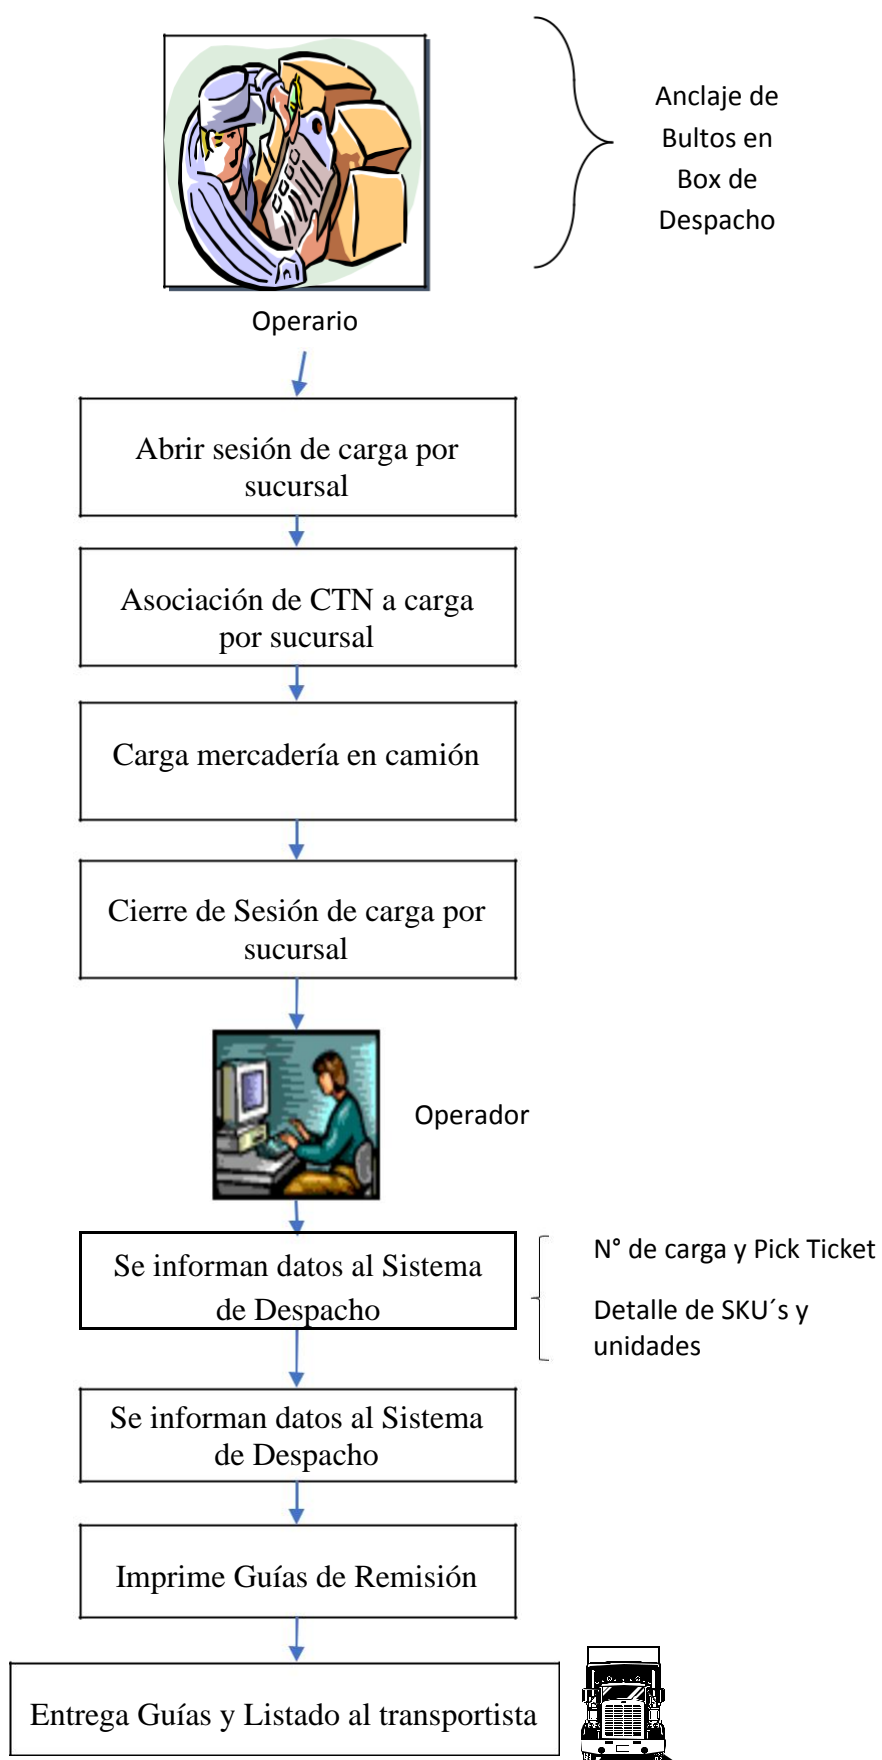 Anclaje de
Bultos en
Box de
Despacho
Operario
Abrir sesión de carga por
sucursal
Asociación de CTN a carga
por sucursal
Carga mercadería en camión
Cierre de Sesión de carga por
sucursal
Operador
Se informan datos al Sistema
de Despacho
N° de carga y Pick Ticket
Detalle de SKU´s y
unidades
Se informan datos al Sistema
de Despacho
Imprime Guías de Remisión
Entrega Guías y Listado al transportista